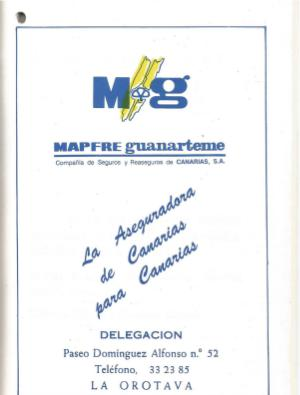 M g
MAPFRE guanarteme
Compañía de Seguros y Reaseguros de CANARIAS, S.A.
La Aseguradora
de Canarias
para Canarias
DELEGACION
Paseo Domínguez Alfonso n.º 52
Teléfono, 33 23 85
LA OROTAVA